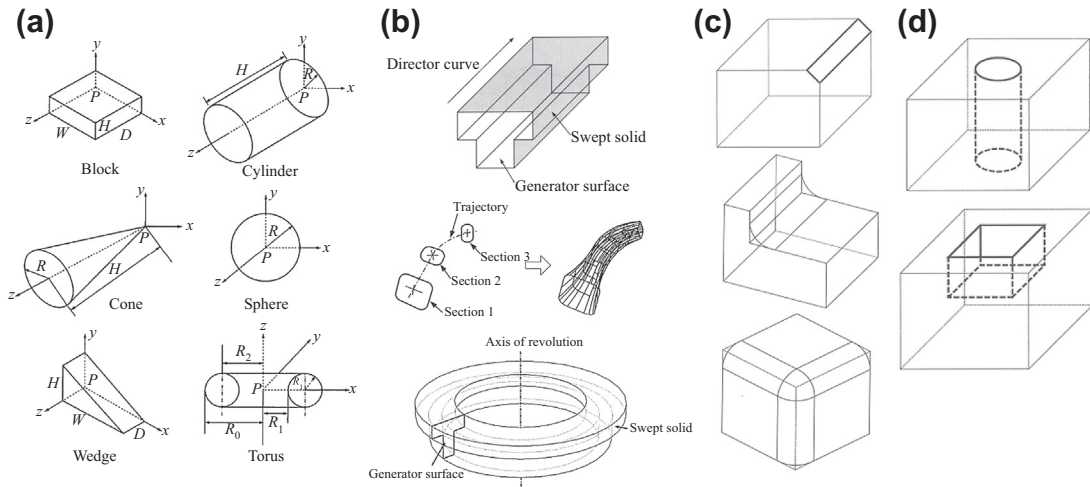 (a)
y
P
x
z
W
H
D
Block
y
H
R
P
x
z
Cylinder
y
x
P
R
H
z
Cone
y
R
P
x
z
Sphere
y
H
P
z
W
D
x
Wedge
z
y
R2
P
R
x
R0
R1
Torus
(b)
Director curve
Swept solid
Generator surface
Trajectory
Section 3
Section 2
Section 1
Axis of revolution
Swept solid
Generator surface
(c)
(d)